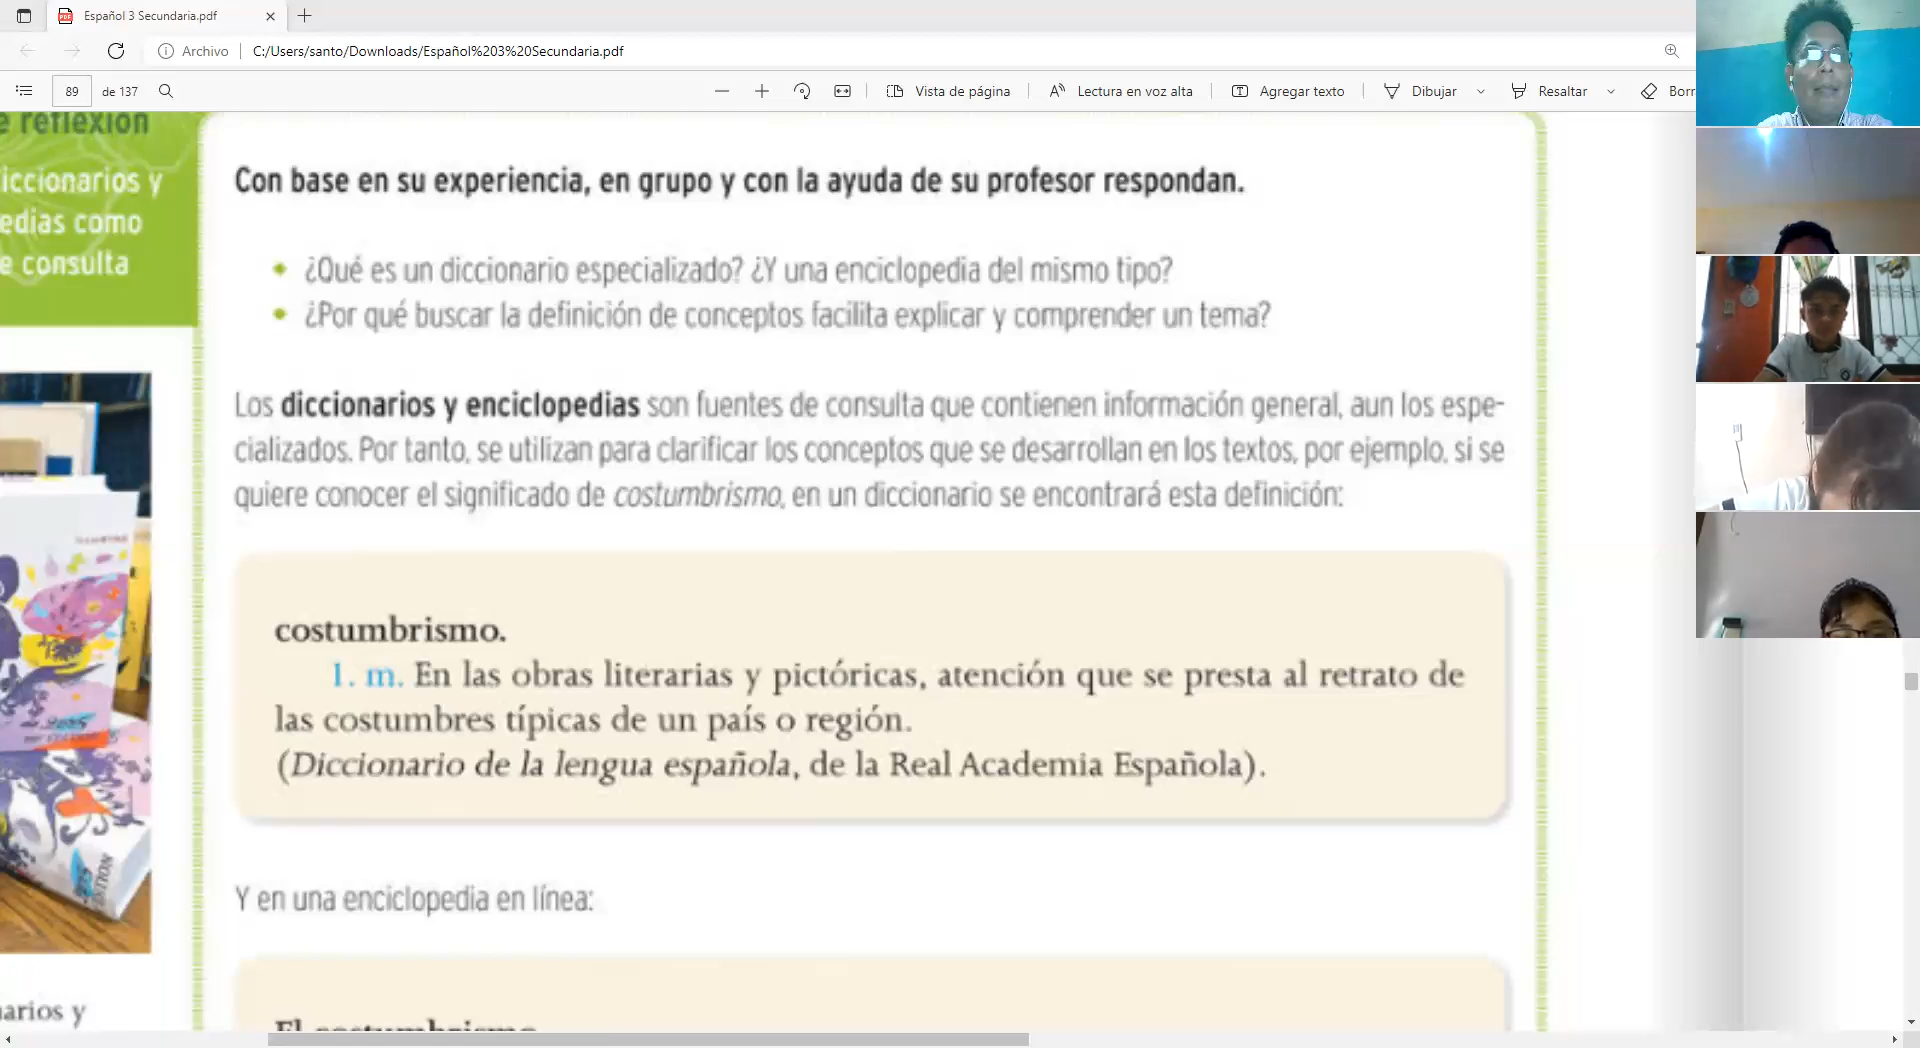 Español 3 Secundaria.pdf
Archivo | C:/Users/santo/Downloads/Español%203%20Secundaria.pdf
89 de 137 Vista de página Lectura en voz alta Agregar texto Dibujar Resaltar Borr
e reflexión
iccionarios y
edias como
e consulta
Con base en su experiencia, en grupo y con la ayuda de su profesor respondan.
• ¿Qué es un diccionario especializado? ¿Y una enciclopedia del mismo tipo?
• ¿Por qué buscar la definición de conceptos facilita explicar y comprender un tema?
Los diccionarios y enciclopedias son fuentes de consulta que contienen información general, aun los espe-
cializados. Por tanto, se utilizan para clarificar los conceptos que se desarrollan en los textos, por ejemplo, si se
quiere conocer el significado de costumbrismo, en un diccionario se encontrará esta definición:
costumbrismo.
1. m. En las obras literarias y pictóricas, atención que se presta al retrato de
las costumbres típicas de un país o región.
(Diccionario de la lengua española, de la Real Academia Española).
Y en una enciclopedia en línea:
El costumbrismo
arios y